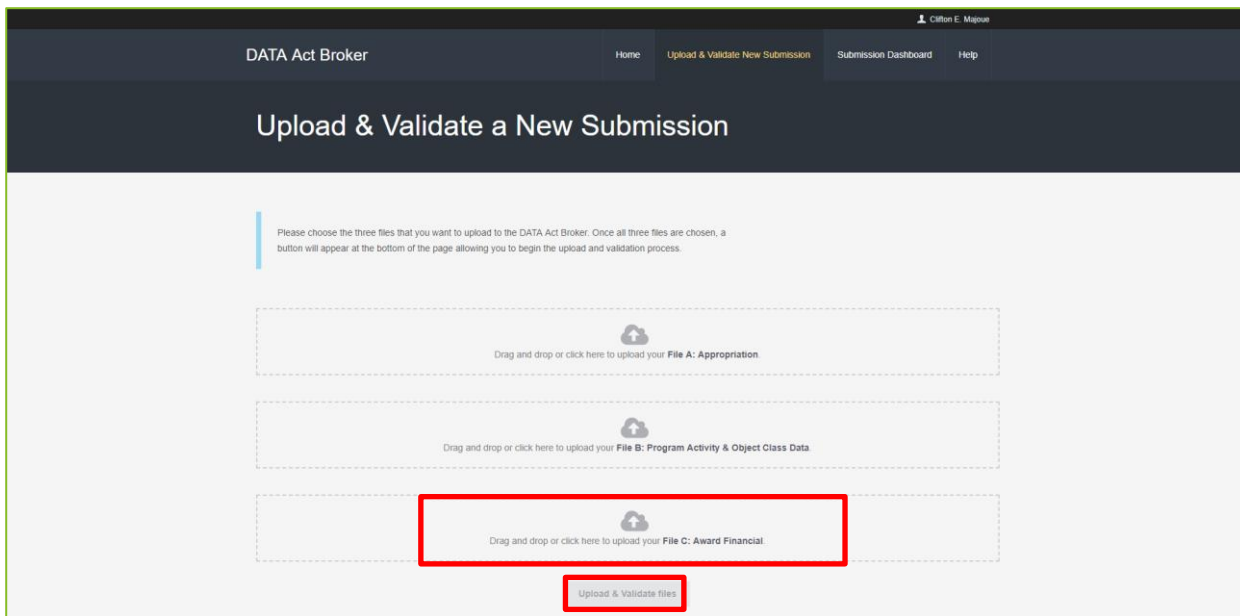 Clifton E. Majoue
DATA Act Broker
Home
Upload & Validate New Submission
Submission Dashboard
Help
Upload & Validate a New Submission
Please choose the three files that you want to upload to the DATA Act Broker. Once all three files are chosen, a
button will appear at the bottom of the page allowing you to begin the upload and validation process.
Drag and drop or click here to upload your File A: Appropriation.
Drag and drop or click here to upload your File B: Program Activity & Object Class Data.
Drag and drop or click here to upload your File C: Award Financial.
Upload & Validate files